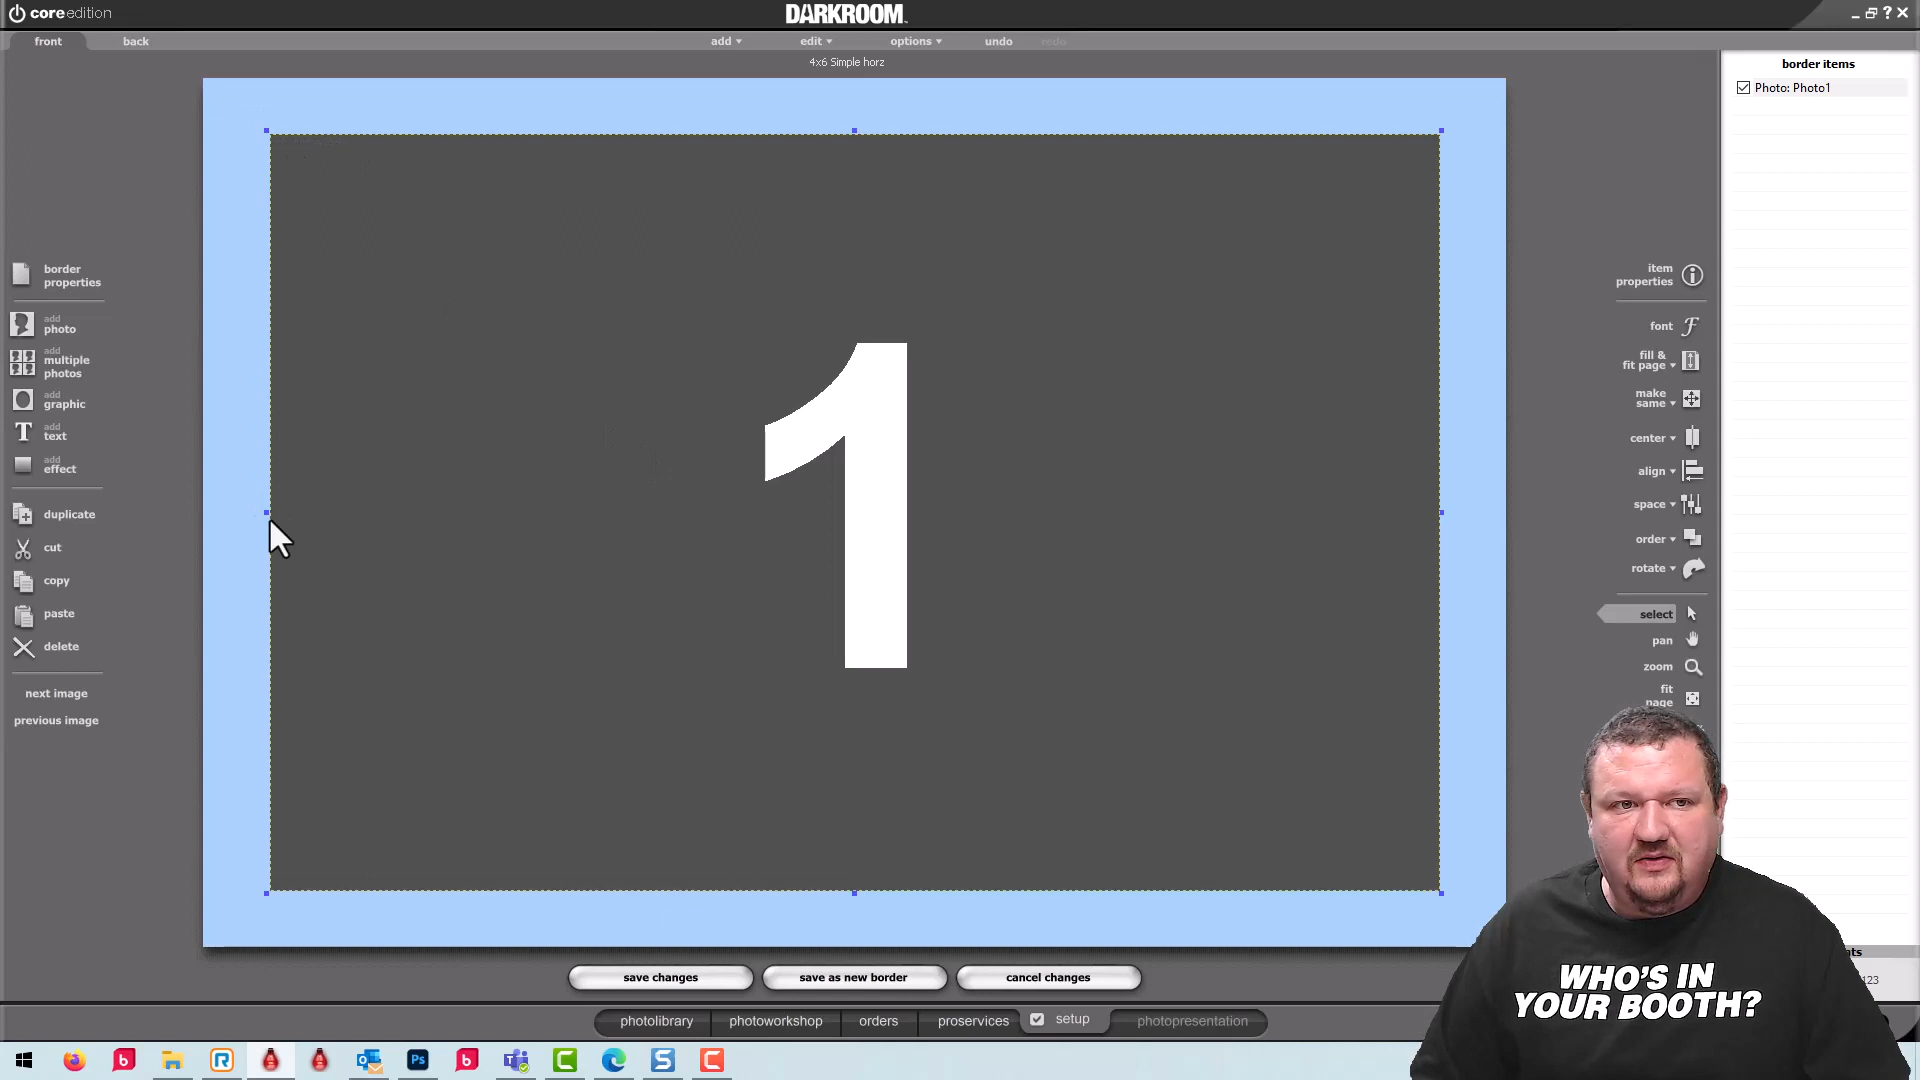 coreedition
DARKROOM
front
back
add
edit
options
undo
redo
4x6 Simple horz
border items
Photo: Photo1
1
border
properties
add
photo
add
multiple
photos
add
graphic
add
text
add
effect
duplicate
cut
copy
paste
delete
next image
previous image
item
properties
font
fill &
fit page
make
same
center
align
space
order
rotate
select
pan
zoom
fit
page
save changes
save as new border
cancel changes
photolibrary
photoworkshop
orders
proservices
setup
photopresentation
WHO'S IN
YOUR BOOTH?